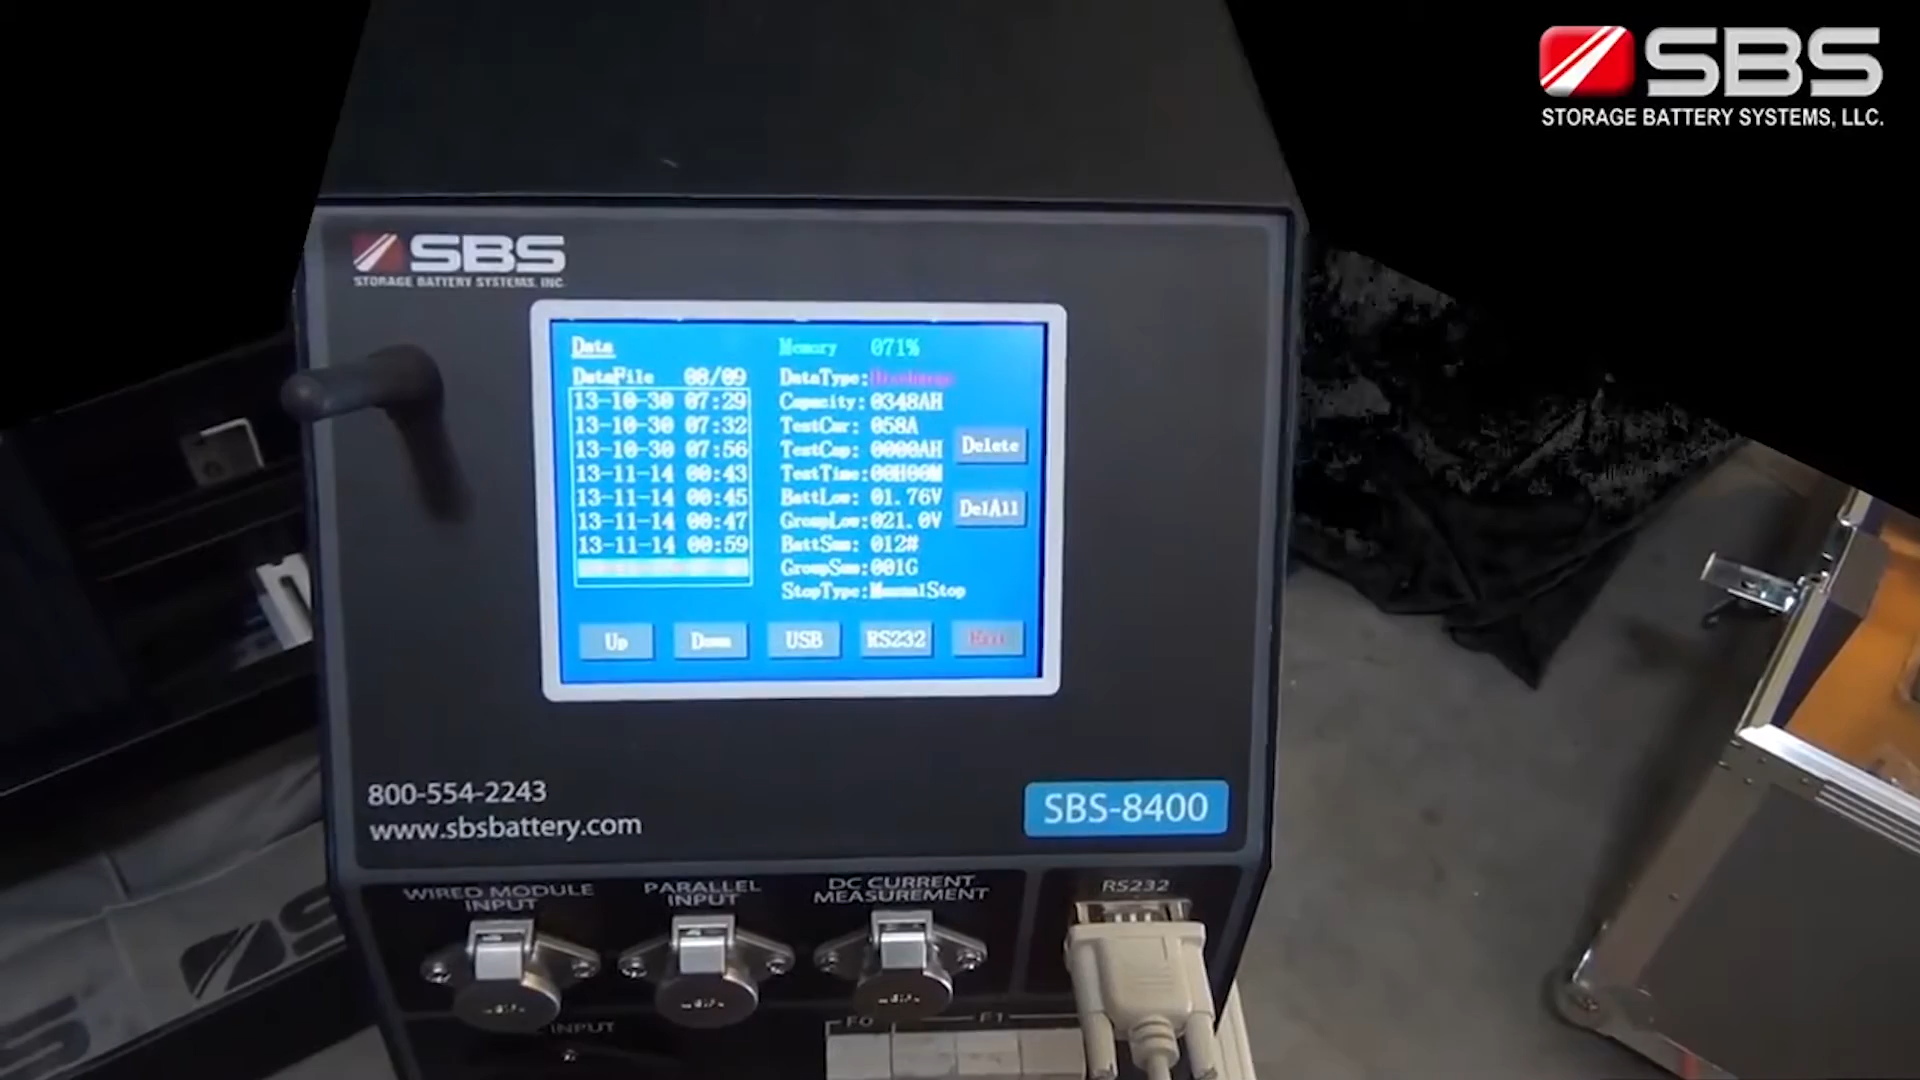 SBS
STORAGE BATTERY SYSTEMS, LLC.
SBS
STORAGE BATTERY SYSTEMS, INC.
Data
Memory 071%
DataFile 08/09
DataType:Discharge
13-10-30 07:29
Capacity: 0348AH
13-10-30 07:32
TestCur: 058A
13-10-30 07:56
TestCap: 0000AH
Delete
13-11-14 00:43
TestTime:00H00M
13-11-14 00:45
BattLow: 01.76V
DelAll
13-11-14 00:47
GroupLow:021.0V
13-11-14 00:59
BattSum: 012#
GroupSum:001G
StopType:ManualStop
Up
Down
USB
RS232
Exit
800-554-2243
www.sbsbattery.com
SBS-8400
WIRED MODULE
INPUT
PARALLEL
INPUT
DC CURRENT
MEASUREMENT
RS232
INPUT
F0
F1